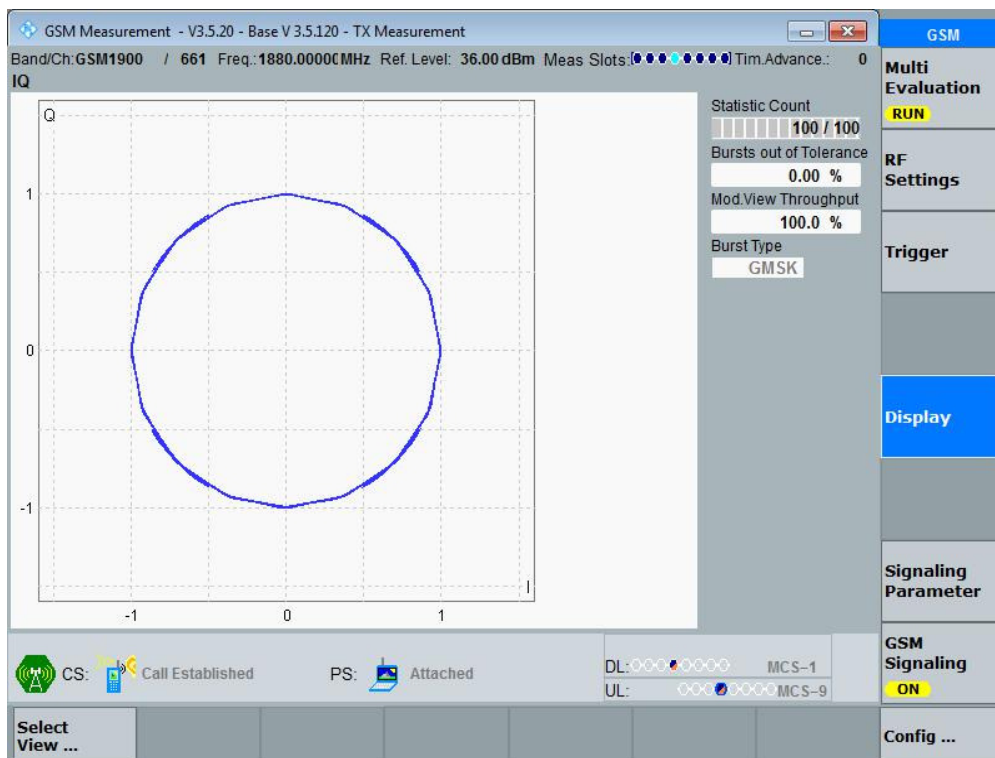 GSM Measurement - V3.5.20 - Base V 3.5.120 - TX Measurement
GSM
Band/Ch:GSM1900 / 661 Freq.:1880.00000MHz Ref. Level: 36.00 dBm Meas Slots: Tim.Advance.: 0
IQ
Multi
Evaluation
RUN
Q
Statistic Count
100 / 100
Bursts out of Tolerance
0.00 %
Mod.View Throughput
100.0 %
Burst Type
GMSK
RF
Settings
Trigger
Display
1
0
-1
I
-1 0 1
Signaling
Parameter
GSM
Signaling
ON
CS: Call Established PS: Attached
DL: MCS-1
UL: MCS-9
Select
View ...
Config ...